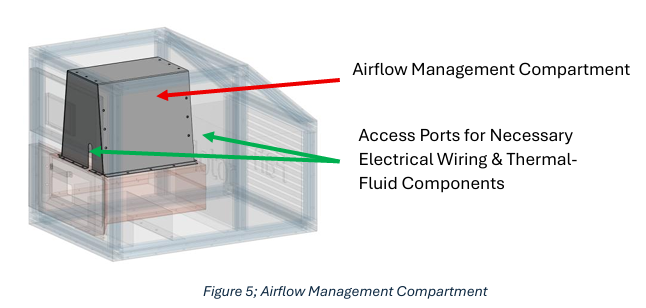 Airflow Management Compartment
Access Ports for Necessary
Electrical Wiring & Thermal-
Fluid Components
Figure 5; Airflow Management Compartment